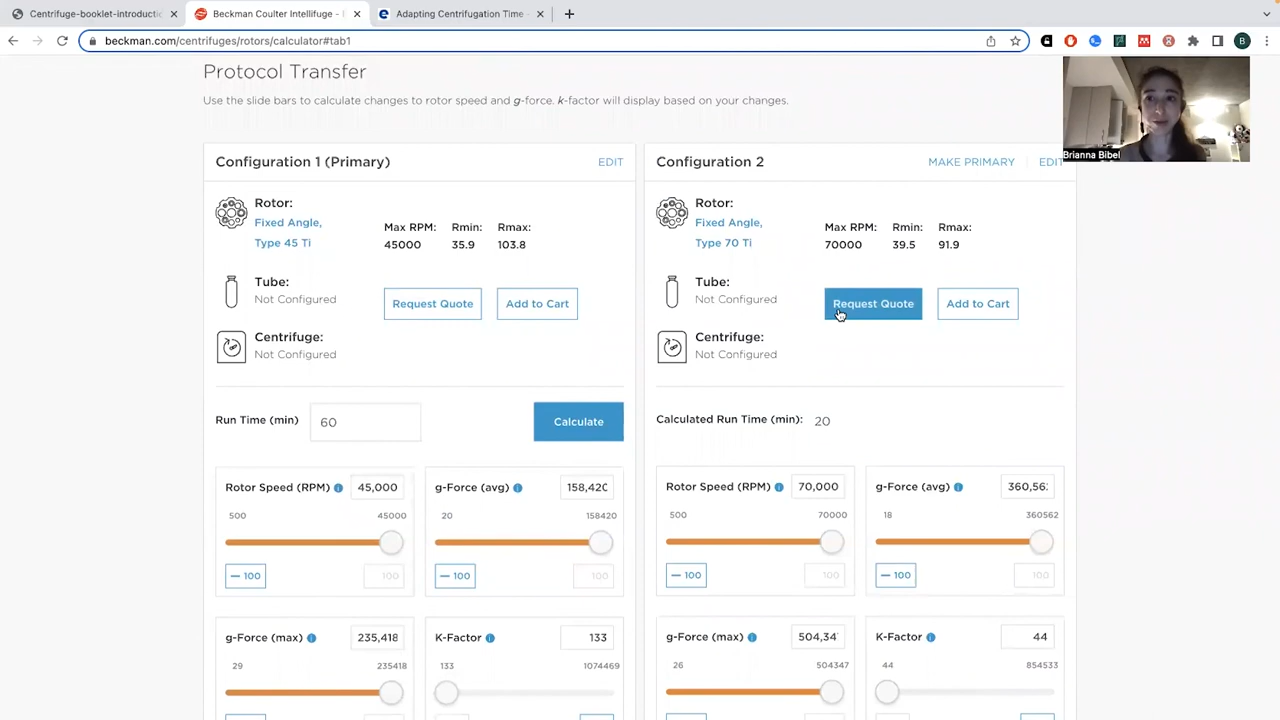 Centrifuge-booklet-introductio
Beckman Coulter Intellifuge - I
Adapting Centrifugation Time -
beckman.com/centrifuges/rotors/calculator#tab1
B
Protocol Transfer
Use the slide bars to calculate changes to rotor speed and g-force. k-factor will display based on your changes.
Brianna Bibel
Configuration 1 (Primary)
EDIT
Rotor:
Fixed Angle,
Type 45 Ti
Max RPM:
45000
Rmin:
35.9
Rmax:
103.8
Tube:
Not Configured
Request Quote
Add to Cart
Centrifuge:
Not Configured
Run Time (min)
60
Calculate
Rotor Speed (RPM)
45,000
500
45000
— 100
100
g-Force (avg)
158,420
20
158420
— 100
100
g-Force (max)
235,418
29
235418
K-Factor
133
133
1074469
Configuration 2
MAKE PRIMARY
EDIT
Rotor:
Fixed Angle,
Type 70 Ti
Max RPM:
70000
Rmin:
39.5
Rmax:
91.9
Tube:
Not Configured
Request Quote
Add to Cart
Centrifuge:
Not Configured
Calculated Run Time (min):
20
Rotor Speed (RPM)
70,000
500
70000
— 100
100
g-Force (avg)
360,56
18
360562
— 100
100
g-Force (max)
504,34
26
504347
K-Factor
44
44
854533